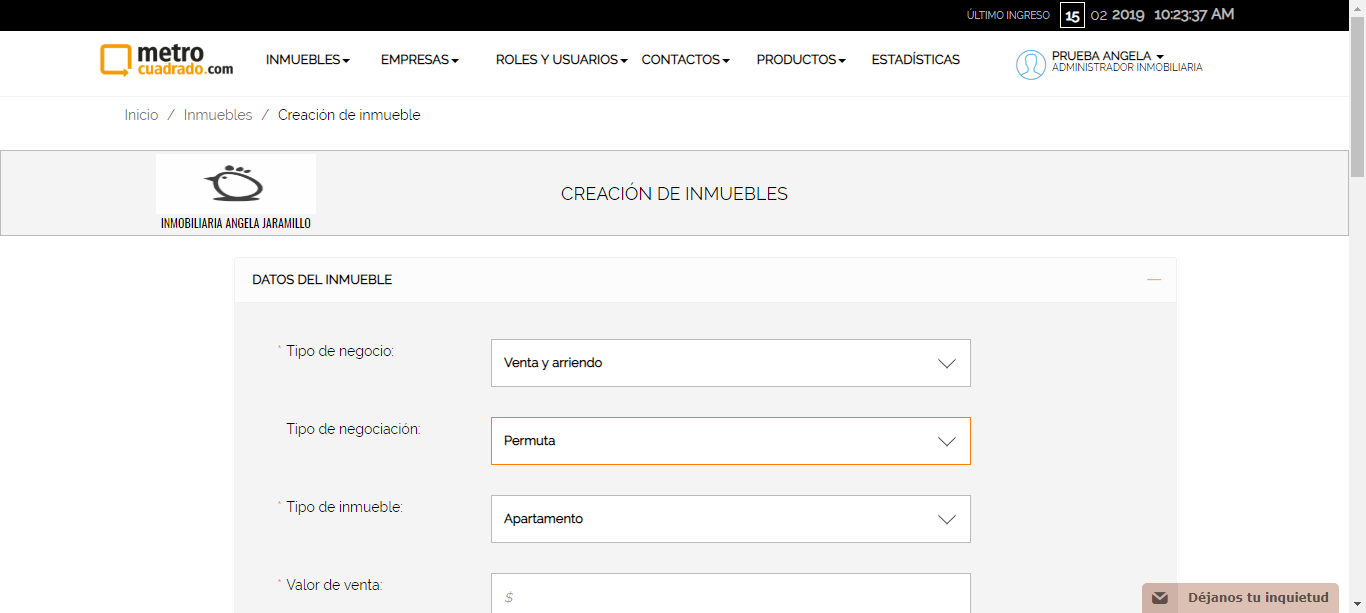 ÚLTIMO INGRESO 15 02 2019 10:23:37 AM
metro
cuadrado.com
INMUEBLES EMPRESAS ROLES Y USUARIOS CONTACTOS PRODUCTOS ESTADÍSTICAS
PRUEBA ANGELA
ADMINISTRADOR INMOBILIARIA
Inicio / Inmuebles / Creación de inmueble
INMOBILIARIA ANGELA JARAMILLO
CREACIÓN DE INMUEBLES
DATOS DEL INMUEBLE
* Tipo de negocio: Venta y arriendo
Tipo de negociación: Permuta
* Tipo de inmueble: Apartamento
* Valor de venta: $
Déjanos tu inquietud